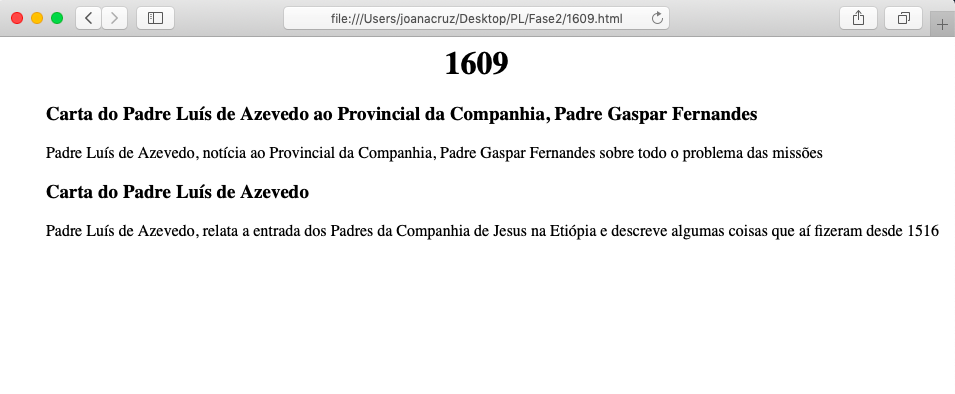 file:///Users/joanacruz/Desktop/PL/Fase2/1609.html
1609
Carta do Padre Luís de Azevedo ao Provincial da Companhia, Padre Gaspar Fernandes
Padre Luís de Azevedo, notícia ao Provincial da Companhia, Padre Gaspar Fernandes sobre todo o problema das missões
Carta do Padre Luís de Azevedo
Padre Luís de Azevedo, relata a entrada dos Padres da Companhia de Jesus na Etiópia e descreve algumas coisas que aí fizeram desde 1516